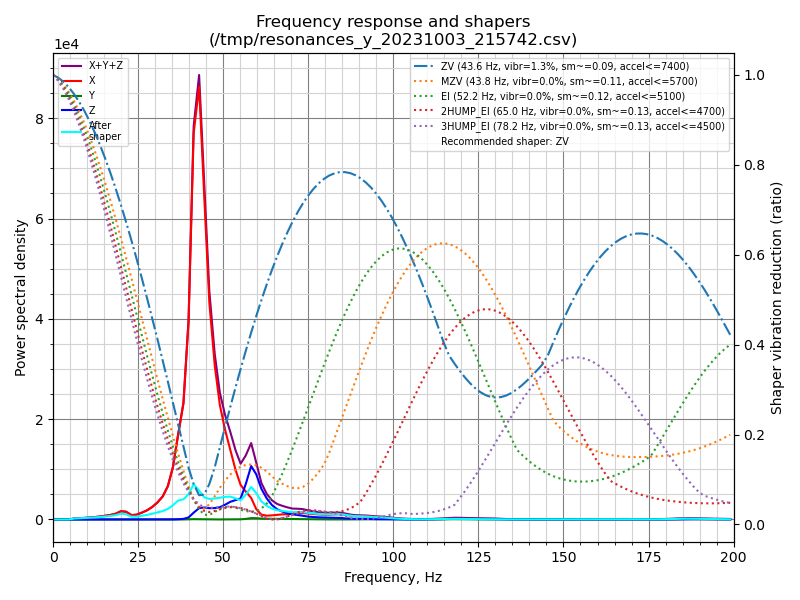 Frequency response and shapers
(/tmp/resonances_y_20231003_215742.csv)
1e4
X+Y+Z
X
Y
Z
After
shaper
ZV (43.6 Hz, vibr=1.3%, sm~=0.09, accel<=7400)
MZV (43.8 Hz, vibr=0.0%, sm~=0.11, accel<=5700)
EI (52.2 Hz, vibr=0.0%, sm~=0.12, accel<=5100)
2HUMP_EI (65.0 Hz, vibr=0.0%, sm~=0.13, accel<=4700)
3HUMP_EI (78.2 Hz, vibr=0.0%, sm~=0.13, accel<=4500)
Recommended shaper: ZV
8
6
4
2
0
Power spectral density
1.0
0.8
0.6
0.4
0.2
0.0
Shaper vibration reduction (ratio)
0 25 50 75 100 125 150 175 200
Frequency, Hz